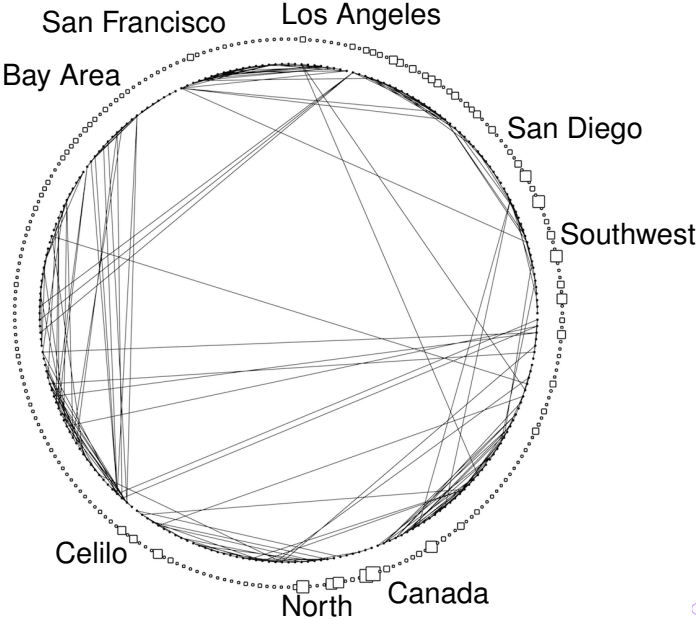 San Francisco
Los Angeles
Bay Area
San Diego
Southwest
Celilo
North
Canada